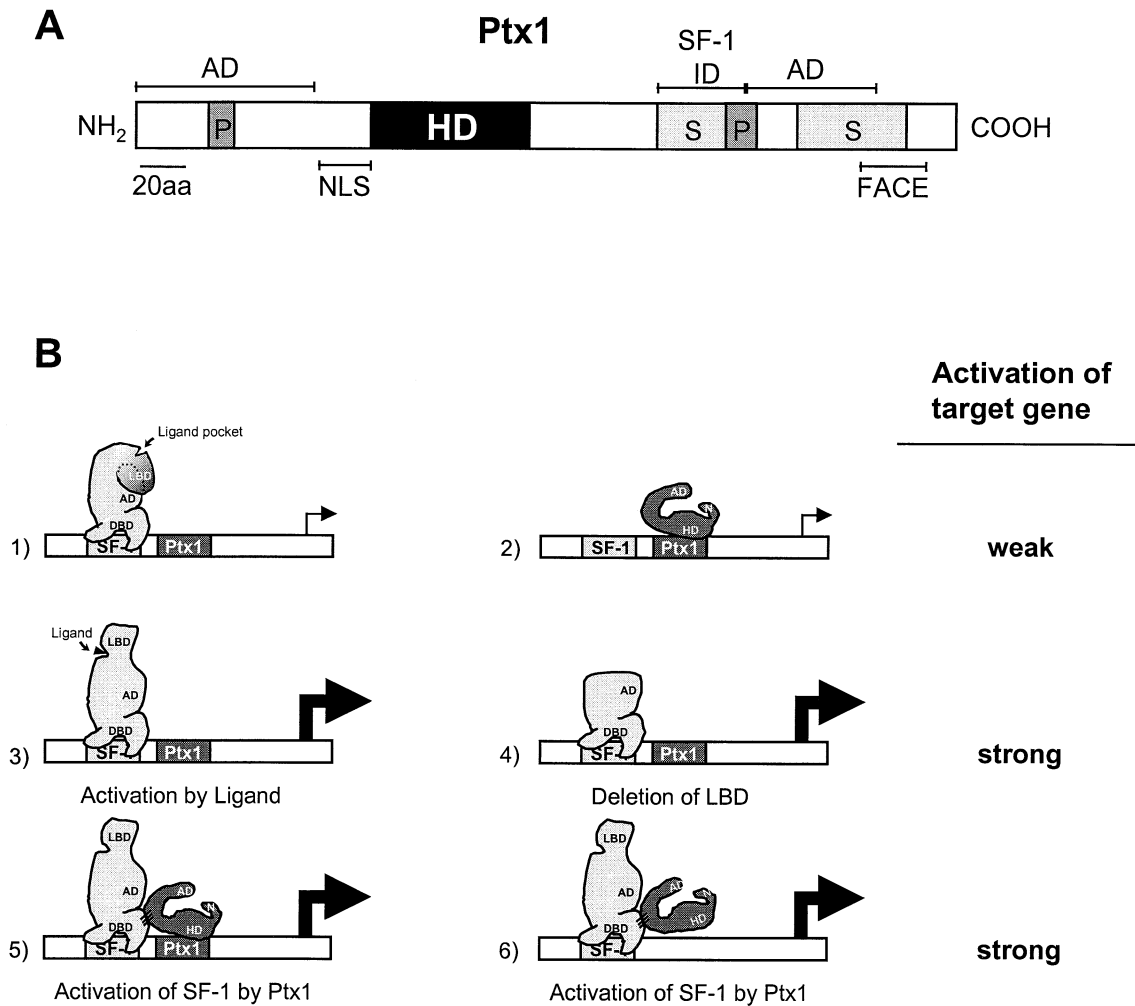 A
Ptx1
SF-1
AD
ID
AD
NH2
P
HD
S
P
S
COOH
20aa
NLS
FACE
B
Activation of
target gene
Ligand pocket
LBD
AD
DBD
1)
SF-
Ptx1
AD
N
HD
2)
SF-1
Ptx1
weak
Ligand
LBD
AD
DBD
3)
SF-
Ptx1
AD
DBD
4)
SF-
Ptx1
strong
Activation by Ligand
Deletion of LBD
LBD
AD
AD
N
DBD
HD
5)
SF-
Ptx1
LBD
AD
AD
N
DBD
HD
6)
SF-
strong
Activation of SF-1 by Ptx1
Activation of SF-1 by Ptx1